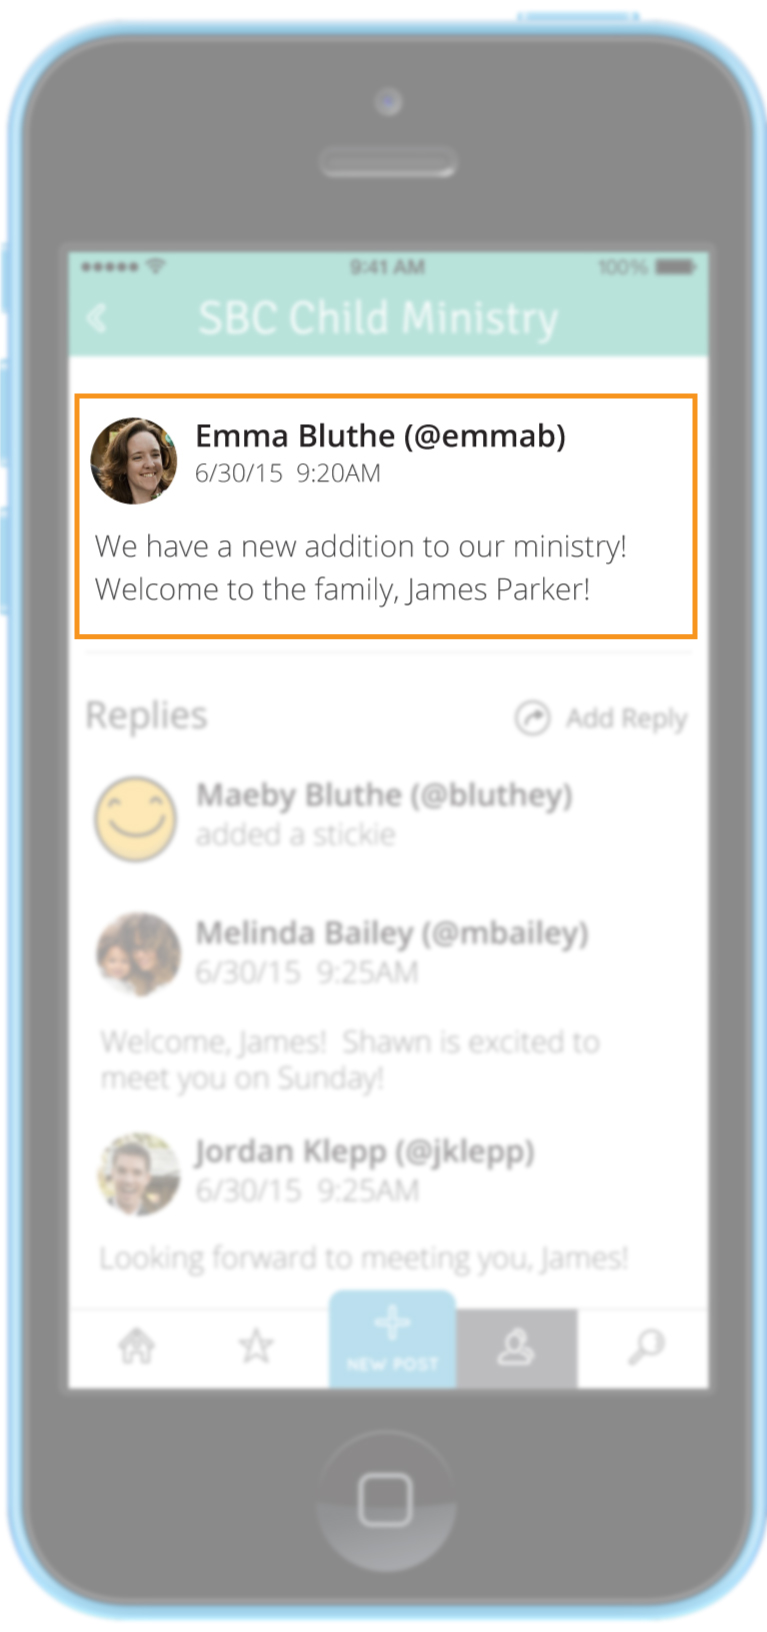 9:41 AM 100%
SBC Child Ministry
Emma Bluthe (@emmab)
6/30/15 9:20AM
We have a new addition to our ministry!
Welcome to the family, James Parker!
Replies
Add Reply
Maeby Bluthe (@bluthey)
added a stickie
Melinda Bailey (@mbailey)
6/30/15 9:25AM
Welcome, James! Shawn is excited to
meet you on Sunday!
Jordan Klepp (@jklepp)
6/30/15 9:25AM
Looking forward to meeting you, James!
NEW POST